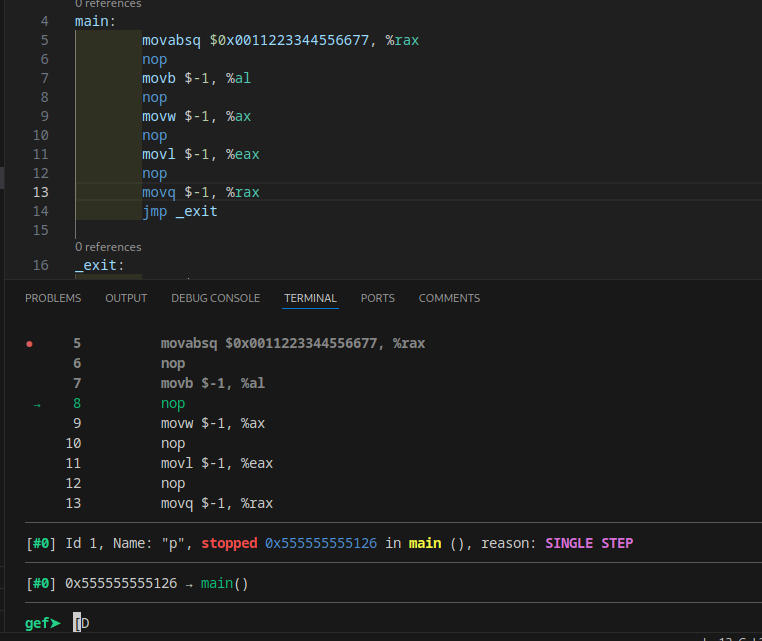 0 references
4 main:
5 movabsq $0x0011223344556677, %rax
6 nop
7 movb $-1, %al
8 nop
9 movw $-1, %ax
10 nop
11 movl $-1, %eax
12 nop
13 movq $-1, %rax
14 jmp _exit
15
0 references
16 _exit:
PROBLEMS OUTPUT DEBUG CONSOLE TERMINAL PORTS COMMENTS
● 5 movabsq $0x0011223344556677, %rax
6 nop
7 movb $-1, %al
→ 8 nop
9 movw $-1, %ax
10 nop
11 movl $-1, %eax
12 nop
13 movq $-1, %rax
[#0] Id 1, Name: "p", stopped 0x555555555126 in main (), reason: SINGLE STEP
[#0] 0x555555555126 → main()
gef➤ [D